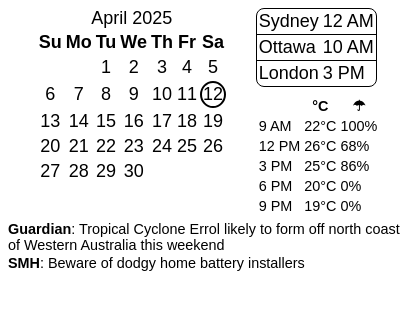 April 2025
Su Mo Tu We Th Fr Sa
1 2 3 4 5
6 7 8 9 10 11 12
13 14 15 16 17 18 19
20 21 22 23 24 25 26
27 28 29 30
Sydney 12 AM
Ottawa 10 AM
London 3 PM
°C ☂
9 AM 22°C 100%
12 PM 26°C 68%
3 PM 25°C 86%
6 PM 20°C 0%
9 PM 19°C 0%
Guardian: Tropical Cyclone Errol likely to form off north coast
of Western Australia this weekend
SMH: Beware of dodgy home battery installers